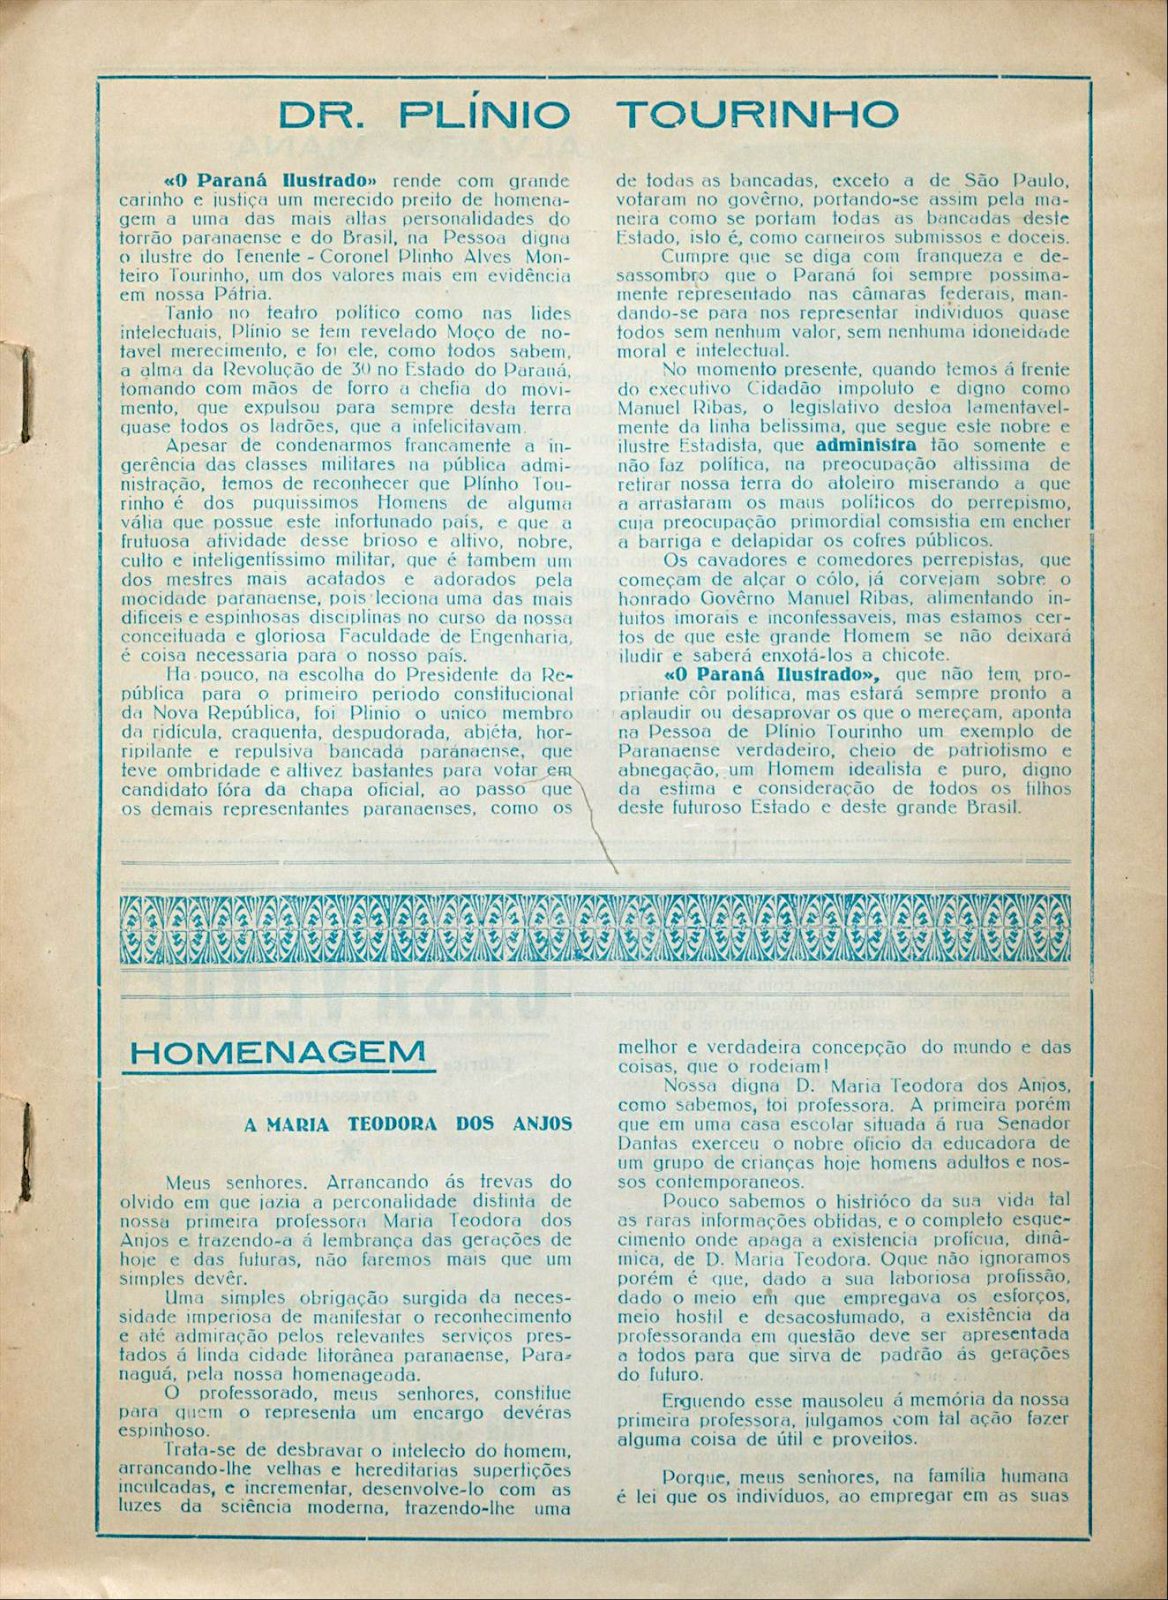 DR. PLÍNIO TOURINHO
«O Paraná Ilustrado» rende com grande
carinho e justiça um merecido preito de homena-
gem a uma das mais altas personalidades do
torrão paranaense e do Brasil, na Pessoa digna
o ilustre do Tenente - Coronel Plinho Alves Mon-
teiro Tourinho, um dos valores mais em evidência
em nossa Pátria.
Tanto no teatro político como nas lides
intelectuais, Plínio se tem revelado Moço de no-
tavel merecimento, e foi ele, como todos sabem,
a alma da Revolução de 30 no Estado do Paraná,
tomando com mãos de forro a chefia do movi-
mento, que expulsou para sempre desta terra
quase todos os ladrões, que a infelicitavam.
Apesar de condenarmos francamente a in-
gerência das classes militares na pública admi-
nistração, temos de reconhecer que Plínho Tou-
rinho é dos puquissimos Homens de alguma
vália que possue este infortunado país, e que a
frutuosa atividade desse brioso e altivo, nobre,
culto e inteligentíssimo militar, que é tambem um
dos mestres mais acatados e adorados pela
mocidade paranaense, pois leciona uma das mais
dificeis e espinhosas disciplinas no curso da nossa
conceituada e gloriosa Faculdade de Engenharia,
é coisa necessaria para o nosso país.
Ha pouco, na escolha do Presidente da Re-
pública para o primeiro periodo constitucional
da Nova República, foi Plinio o unico membro
da ridícula, craquenta, despudorada, abjéta, hor-
ripilante e repulsiva bancada paranaense, que
teve ombridade e altivez bastantes para votar em
candidato fóra da chapa oficial, ao passo que
os demais representantes paranaenses, como os
de todas as bancadas, exceto a de São Paulo,
votaram no govêrno, portando-se assim pela ma-
neira como se portam todas as bancadas deste
Estado, isto é, como carneiros submissos e doceis.
Cumpre que se diga com franqueza e de-
sassombro que o Paraná foi sempre possima-
mente representado nas câmaras federais, man-
dando-se para nos representar individuos quase
todos sem nenhum valor, sem nenhuma idoneidade
moral e intelectual.
No momento presente, quando temos á frente
do executivo Cidadão impoluto e digno como
Manuel Ribas, o legislativo destoa lamentavel-
mente da linha belissima, que segue este nobre e
ilustre Estadista, que administra tão somente e
não faz política, na preocupação altissima de
retirar nossa terra do atoleiro miserando a que
a arrastaram os maus políticos do perrepismo,
cuja preocupação primordial comsistia em encher
a barriga e delapidar os cofres públicos.
Os cavadores e comedores perrepistas, que
começam de alçar o cólo, já corvejam sobre o
honrado Govêrno Manuel Ribas, alimentando in-
tuitos imorais e inconfessaveis, mas estamos cer-
tos de que este grande Homem se não deixará
iludir e saberá enxotá-los a chicote.
«O Paraná Ilustrado», que não tem, pro-
priante côr política, mas estará sempre pronto a
aplaudir ou desaprovar os que o mereçam, aponta
na Pessoa de Plínio Tourinho um exemplo de
Paranaense verdadeiro, cheio de patriotismo e
abnegação, um Homem idealista e puro, digno
da estima e consideração de todos os filhos
deste futuroso Estado e deste grande Brasil.
HOMENAGEM
A MARIA TEODORA DOS ANJOS
Meus senhores. Arrancando ás trevas do
olvido em que jazia a perconalidade distinta de
nossa primeira professora Maria Teodora dos
Anjos e trazendo-a á lembrança das gerações de
hoje e das futuras, não faremos mais que um
simples devêr.
Uma simples obrigação surgida da neces-
sidade imperiosa de manifestar o reconhecimento
e até admiração pelos relevantes serviços pres-
tados á linda cidade litorânea paranaense, Para-
naguá, pela nossa homenageada.
O professorado, meus senhores, constitue
para quem o representa um encargo devéras
espinhoso.
Trata-se de desbravar o intelecto do homem,
arrancando-lhe velhas e hereditarias supertições
inculcadas, e incrementar, desenvolve-lo com as
luzes da sciência moderna, trazendo-lhe uma
melhor e verdadeira concepção do mundo e das
coisas, que o rodeiam!
Nossa digna D. Maria Teodora dos Anjos,
como sabemos, foi professora. A primeira porém
que em uma casa escolar situada á rua Senador
Dantas exerceu o nobre oficio da educadora de
um grupo de crianças hoje homens adultos e nos-
sos contemporaneos.
Pouco sabemos o histrióco da sua vida tal
as raras informações obtidas, e o completo esque-
cimento onde apaga a existencia proficua, dinâ-
mica, de D. Maria Teodora. Oque não ignoramos
porém é que, dado a sua laboriosa profissão,
dado o meio em que empregava os esforços,
meio hostil e desacostumado, a existência da
professoranda em questão deve ser apresentada
a todos para que sirva de padrão ás gerações
do futuro.
Erguendo esse mausoleu á memória da nossa
primeira professora, julgamos com tal ação fazer
alguma coisa de útil e proveitos.
Porque, meus senhores, na família humana
é lei que os indivíduos, ao empregar em as suas